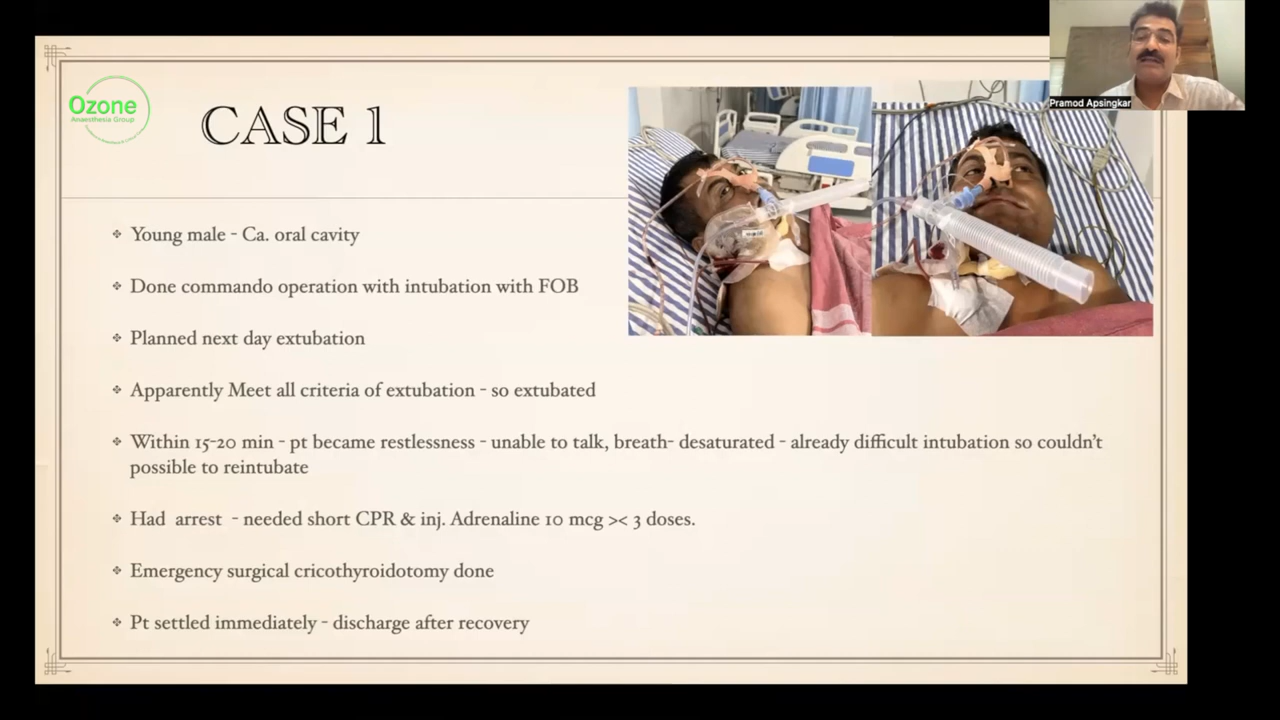 Pramod Apsingkar
Ozone
Anaesthesia Group
CASE 1
Young male - Ca. oral cavity
Done commando operation with intubation with FOB
Planned next day extubation
Apparently Meet all criteria of extubation - so extubated
Within 15-20 min - pt became restlessness - unable to talk, breath- desaturated - already difficult intubation so couldn't
possible to reintubate
Had arrest - needed short CPR & inj. Adrenaline 10 mcg >< 3 doses.
Emergency surgical cricothyroidotomy done
Pt settled immediately - discharge after recovery